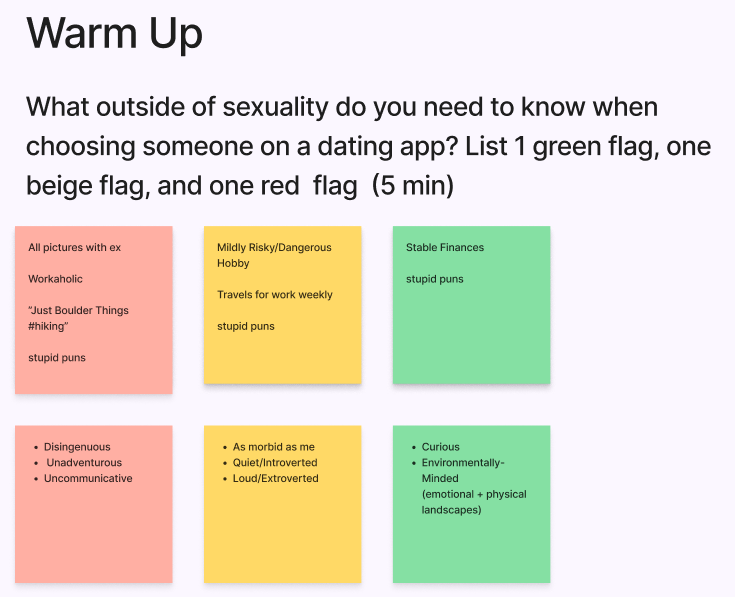 Warm Up
What outside of sexuality do you need to know when
choosing someone on a dating app? List 1 green flag, one
beige flag, and one red  flag  (5 min)
All pictures with ex
Workaholic
"Just Boulder Things
#hiking"
stupid puns
Mildly Risky/Dangerous
Hobby
Travels for work weekly
stupid puns
Stable Finances
stupid puns
• Disingenuous
•  Unadventurous
• Uncommunicative
• As morbid as me
• Quiet/Introverted
• Loud/Extroverted
• Curious
• Environmentally-
Minded
(emotional + physical
landscapes)